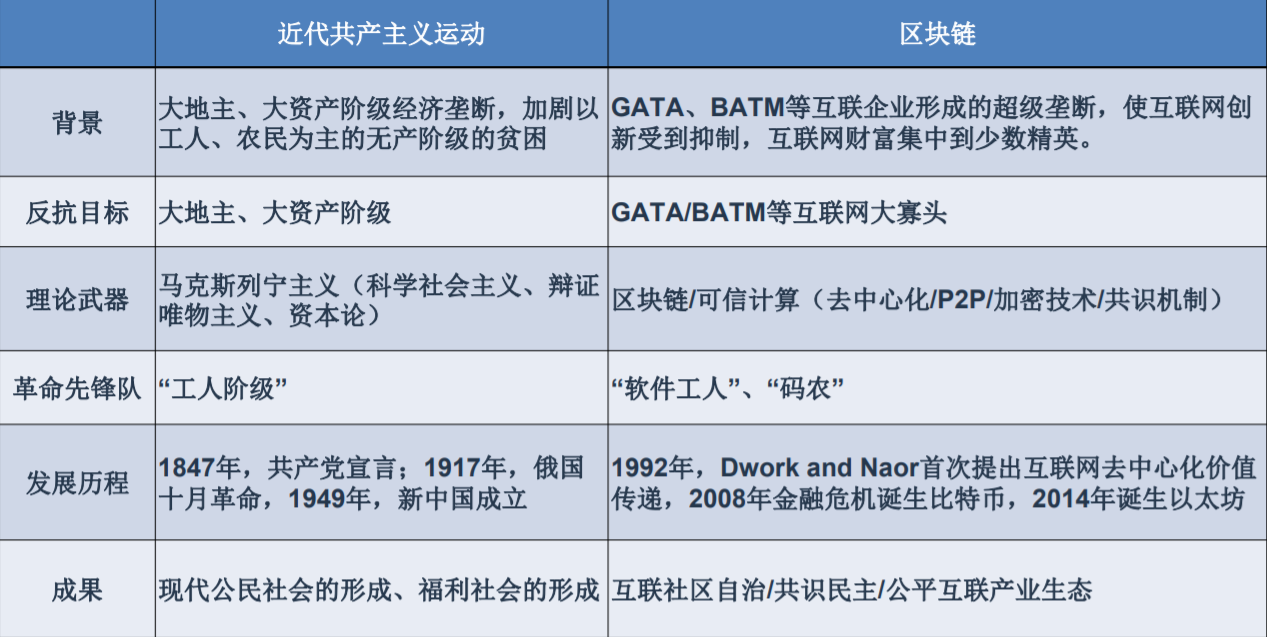 近代共产主义运动
区块链
背景
大地主、大资产阶级经济垄断，加剧以
工人、农民为主的无产阶级的贫困
GATA、BATM等互联企业形成的超级垄断，使互联网创
新受到抑制，互联网财富集中到少数精英。
反抗目标
大地主、大资产阶级
GATA/BATM等互联网大寡头
理论武器
马克斯列宁主义（科学社会主义、辩证
唯物主义、资本论）
区块链/可信计算（去中心化/P2P/加密技术/共识机制）
革命先锋队
“工人阶级”
“软件工人”、“码农”
发展历程
1847年，共产党宣言；1917年，俄国
十月革命，1949年，新中国成立
1992年，Dwork and Naor首次提出互联网去中心化价值
传递，2008年金融危机诞生比特币，2014年诞生以太坊
成果
现代公民社会的形成、福利社会的形成
互联社区自治/共识民主/公平互联产业生态